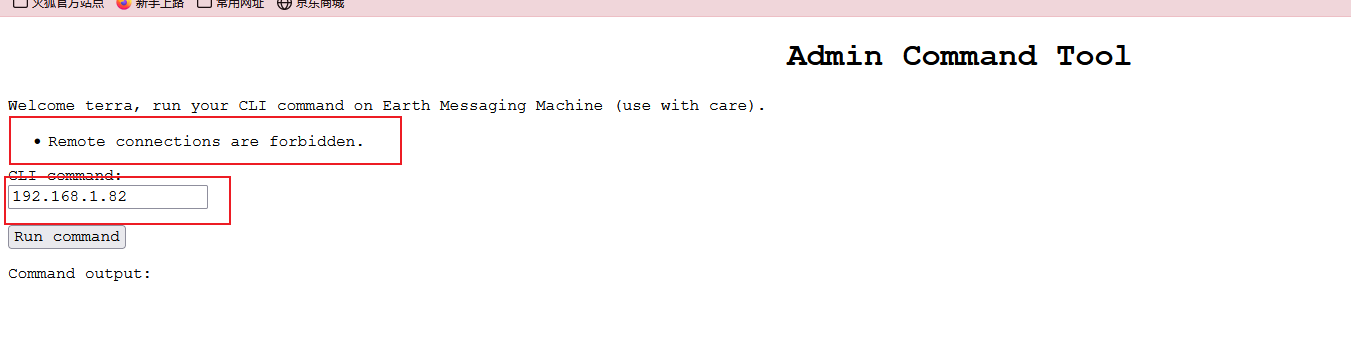 火狐官方站点 新手上路 常用网址 京东商城
Admin Command Tool
Welcome terra, run your CLI command on Earth Messaging Machine (use with care).
• Remote connections are forbidden.
CLI command:
192.168.1.82
Run command
Command output: